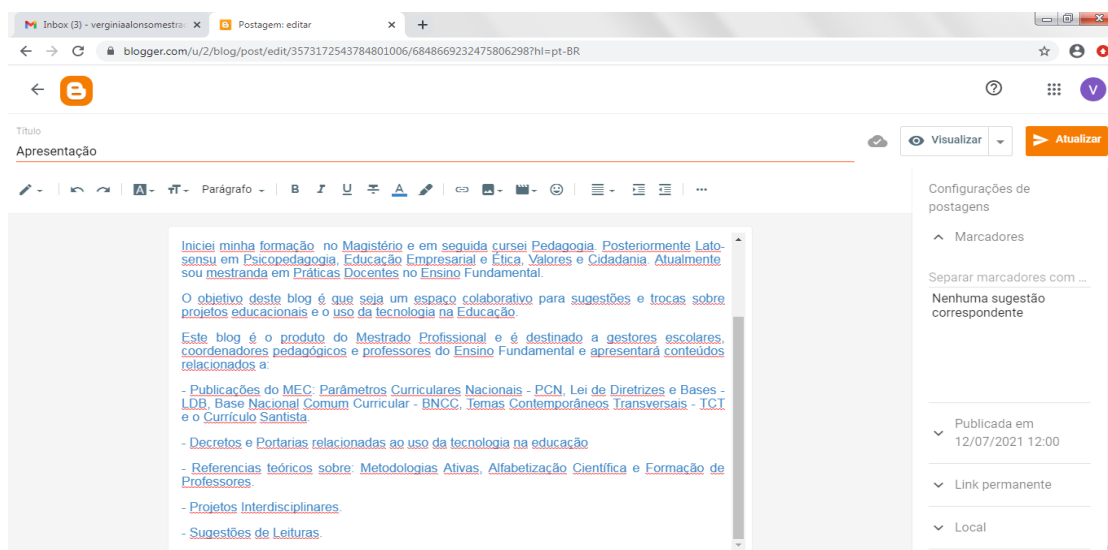 Inbox (3) - verginiaalonsomestra
Postagem: editar
blogger.com/u/2/blog/post/edit/3573172543784801006/6848669232475806298?hl=pt-BR
V
Título
Apresentação
Visualizar
Atualizar
Parágrafo
B I U A
Iniciei minha formação no Magistério e em seguida cursei Pedagogia. Posteriormente Lato-
sensu em Psicopedagogia, Educação Empresarial e Ética, Valores e Cidadania. Atualmente
sou mestranda em Práticas Docentes no Ensino Fundamental.
O objetivo deste blog é que seja um espaço colaborativo para sugestões e trocas sobre
projetos educacionais e o uso da tecnologia na Educação.
Este blog é o produto do Mestrado Profissional e é destinado a gestores escolares,
coordenadores pedagógicos e professores do Ensino Fundamental e apresentará conteúdos
relacionados a:
- Publicações do MEC: Parâmetros Curriculares Nacionais - PCN, Lei de Diretrizes e Bases -
LDB, Base Nacional Comum Curricular - BNCC, Temas Contemporâneos Transversais - TCT
e o Currículo Santista.
- Decretos e Portarias relacionadas ao uso da tecnologia na educação
- Referencias teóricos sobre: Metodologias Ativas, Alfabetização Científica e Formação de
Professores.
- Projetos Interdisciplinares.
- Sugestões de Leituras.
Configurações de
postagens
Marcadores
Separar marcadores com ...
Nenhuma sugestão
correspondente
Publicada em
12/07/2021 12:00
Link permanente
Local